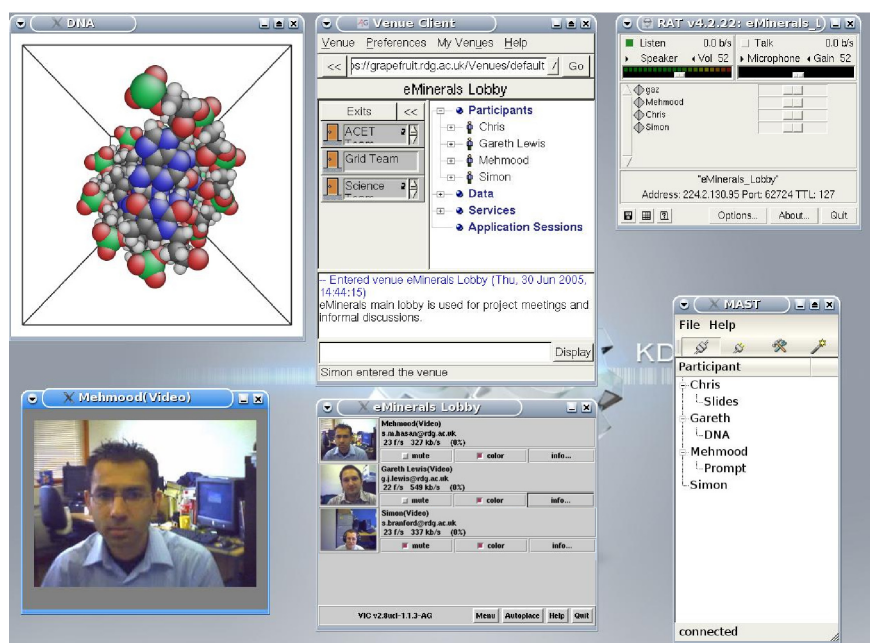 DNA
Venue Client
Venue Preferences My Venues Help
<< ps://grapefruit.rdg.ac.uk/Venues/default Go
eMinerals Lobby
Exits <<
ACET
Grid Team
Science
Participants
Chris
Gareth Lewis
Mehmood
Simon
Data
Services
Application Sessions
-- Entered venue eMinerals Lobby (Thu, 30 Jun 2005,
14:44:15)
eMinerals main lobby is used for project meetings and
informal discussions.
Display
Simon entered the venue
RAT v4.2.22: eMinerals_L
Listen 0.0 b/s Talk 0.0 b/s
Speaker Vol 52 Microphone Gain 52
gaz
Mehmood
Chris
Simon
"eMinerals_Lobby"
Address: 224.2.130.95 Port: 62724 TTL: 127
Options... About... Quit
KD
MAST
File Help
Participant
Chris
Slides
Gareth
DNA
Mehmood
Prompt
Simon
connected
Mehmood(Video)
eMinerals Lobby
Mehmood(Video)
s.m.hasan@rdg.ac.uk
23 f/s 327 kb/s (0%)
mute color info...
Gareth Lewis(Video)
g.j.lewis@rdg.ac.uk
22 f/s 549 kb/s (0%)
mute color info...
Simon(Video)
s.branford@rdg.ac.uk
23 f/s 337 kb/s (0%)
mute color info...
VIC v2.8ucl-1.1.3-AG Menu Autoplace Help Quit